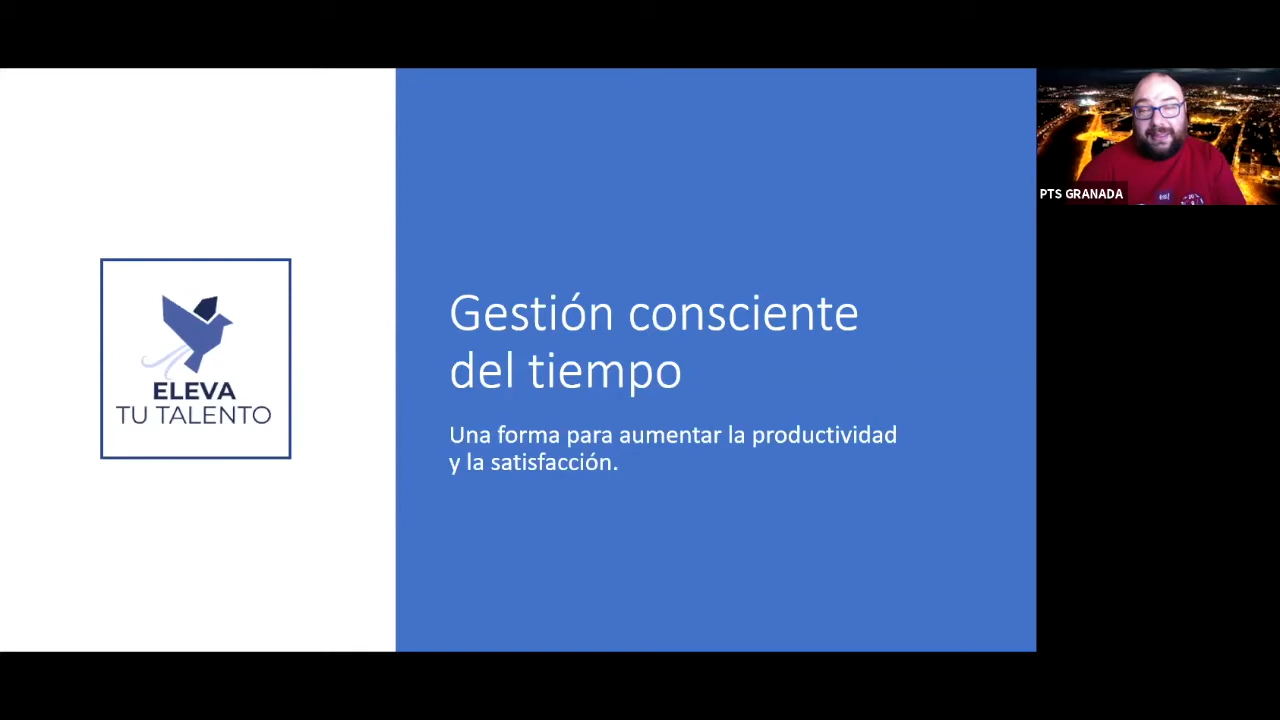 ELEVA
TU TALENTO
Gestión consciente
del tiempo
Una forma para aumentar la productividad
y la satisfacción.
PTS GRANADA